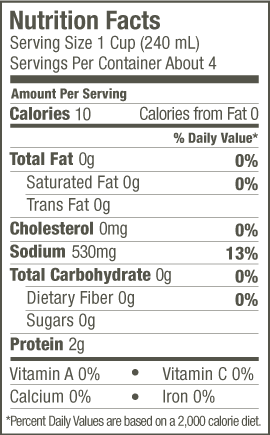 Nutrition Facts
Serving Size 1 Cup (240 mL)
Servings Per Container About 4
Amount Per Serving
Calories 10 Calories from Fat 0
% Daily Value*
Total Fat 0g 0%
Saturated Fat 0g 0%
Trans Fat 0g
Cholesterol 0mg 0%
Sodium 530mg 13%
Total Carbohydrate 0g 0%
Dietary Fiber 0g 0%
Sugars 0g
Protein 2g
Vitamin A 0% • Vitamin C 0%
Calcium 0% • Iron 0%
*Percent Daily Values are based on a 2,000 calorie diet.